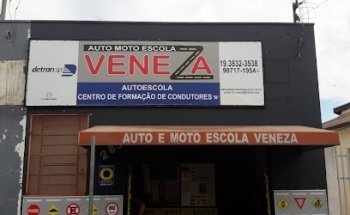 AUTO MOTO ESCOLA
VENEZA
detran.sp
19.3832-3538
98717-1954
AUTOESCOLA
CENTRO DE FORMAÇÃO DE CONDUTORES
AUTO E MOTO ESCOLA VENEZA
PARE